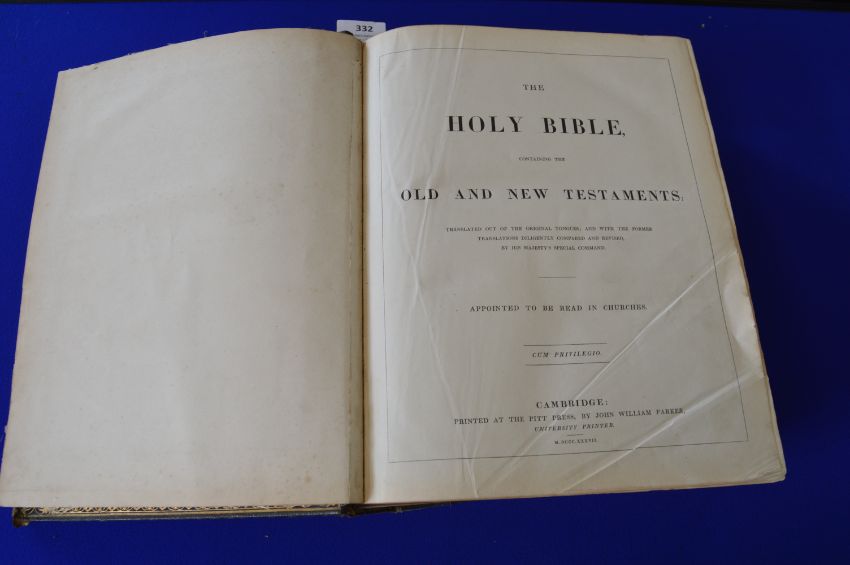 332
THE
HOLY BIBLE,
CONTAINING THE
OLD AND NEW TESTAMENTS:
TRANSLATED OUT OF THE ORIGINAL TONGUES; AND WITH THE FORMER
TRANSLATIONS DILIGENTLY COMPARED AND REVISED,
BY HIS MAJESTY'S SPECIAL COMMAND.
APPOINTED TO BE READ IN CHURCHES.
CUM PRIVILEGIO.
CAMBRIDGE:
PRINTED AT THE PITT PRESS, BY JOHN WILLIAM PARKER,
UNIVERSITY PRINTER.
M.DCCC.XXXVII.